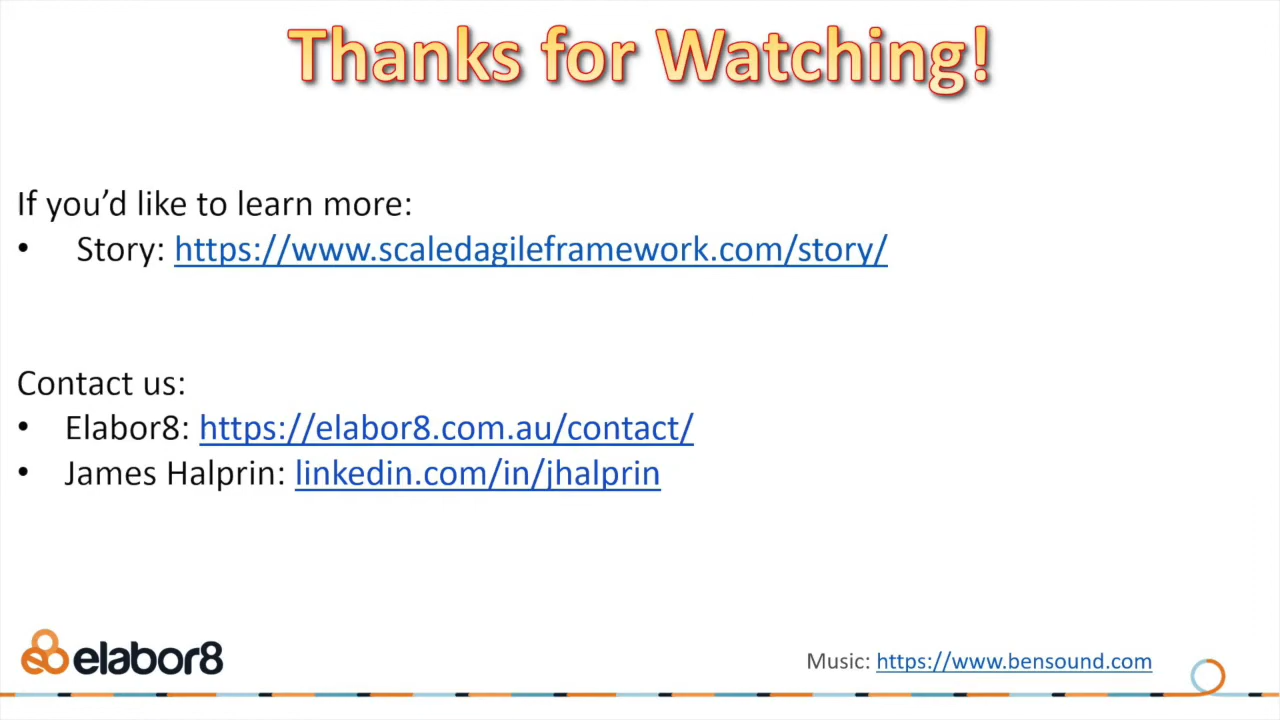 Thanks for Watching!
If you’d like to learn more:
• Story: https://www.scaledagileframework.com/story/
Contact us:
• Elabor8: https://elabor8.com.au/contact/
• James Halprin: linkedin.com/in/jhalprin
elabor8
Music: https://www.bensound.com